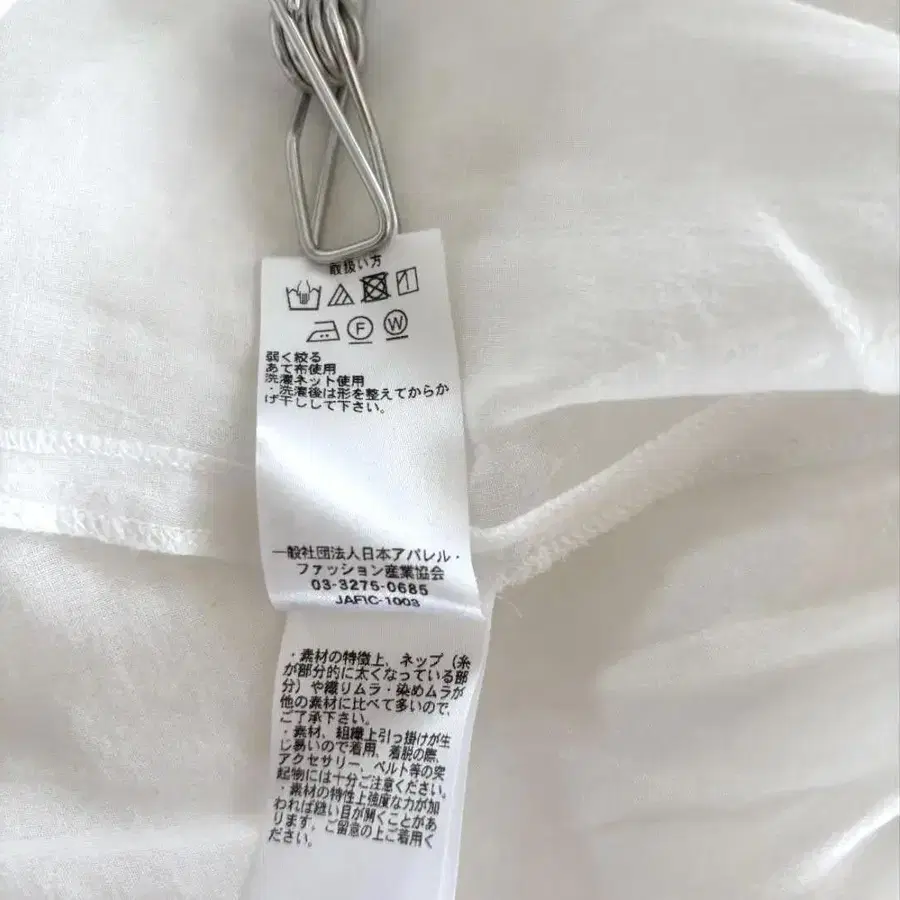 取扱い方
F W
弱く絞る
あて布使用
洗濯ネット使用
・洗濯後は形を整えてからか
げ干しして下さい。
一般社団法人日本アパレル・
ファッション産業協会
03-3275-0685
JAFIC-1003
・素材の特徴上、ネップ（糸
が部分的に太くなっている部
分）や織りムラ・染めムラが
他の素材に比べて多いので、
ご了承下さい。
・素材、組織上引っ掛けが生
じ易いので着用、着脱の際、
アクセサリー、ベルト等の突
起物には十分ご注意ください。
・素材の特性上強度な力が加
われば縫い目が開くことがあ
ります。ご留意の上ご着用く
ださい。